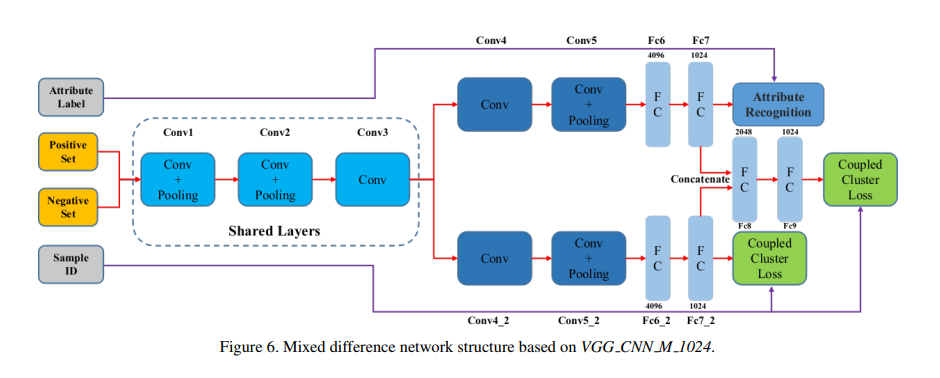 Conv4
Conv5
Fc6
Fc7
4096
1024
Attribute
Label
Conv
Conv
+
Pooling
F
C
F
C
Attribute
Recognition
Positive
Set
Negative
Set
Conv1
Conv2
Conv3
Conv
+
Pooling
Conv
+
Pooling
Conv
Shared Layers
2048
1024
Concatenate
F
C
F
C
Fc8
Fc9
Coupled
Cluster
Loss
Sample
ID
Conv
Conv
+
Pooling
F
C
F
C
Coupled
Cluster
Loss
4096
1024
Conv4_2
Conv5_2
Fc6_2
Fc7_2
Figure 6. Mixed difference network structure based on VGG_CNN_M_1024.